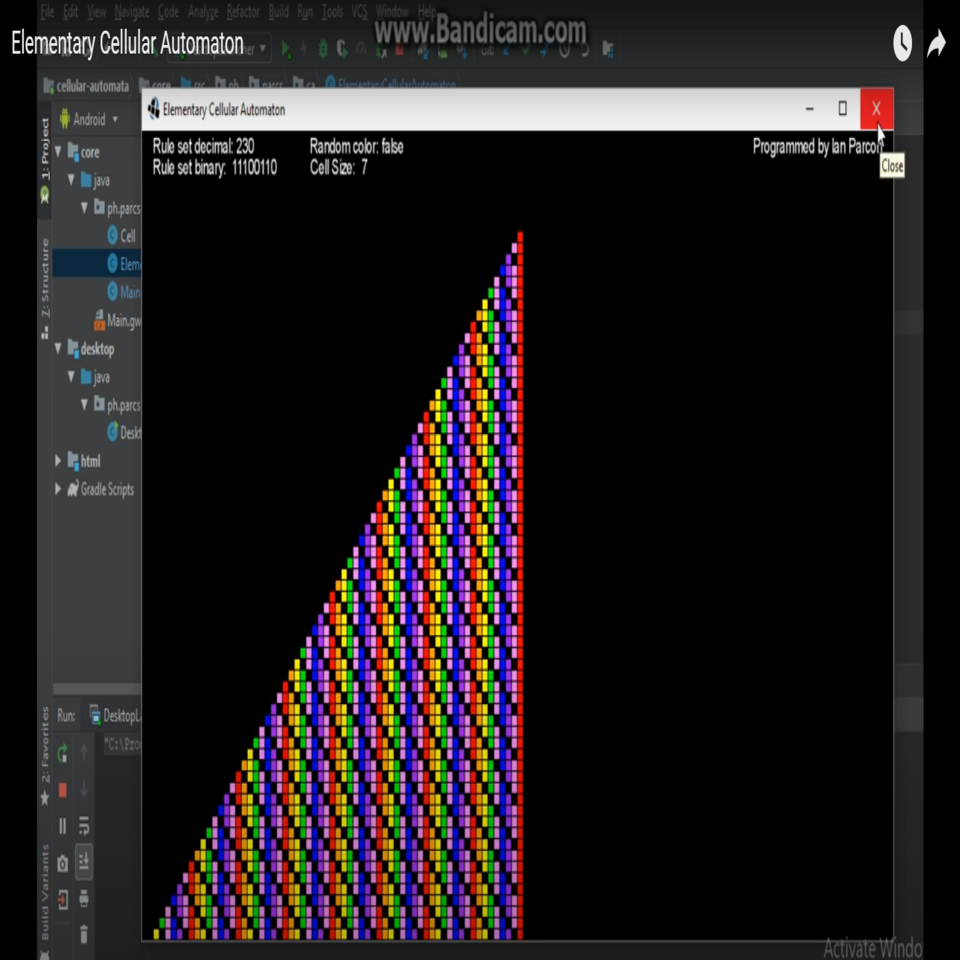 File Edit View Navigate Code Analyze Refactor Build Run Tools VCS Window Help
www.Bandicam.com
Elementary Cellular Automaton
cellular-automata core src ph parcs ca ElementaryCellularAutomaton
Elementary Cellular Automaton
Android
Rule set decimal: 230
Random color: false
Programmed by Ian Parcon
Rule set binary: 11100110
Cell Size: 7
Close
1: Project
core
java
ph.parcs
Cell
Elem
Main
Main.gw
7: Structure
desktop
java
ph.parcs
Deskt
html
Gradle Scripts
Run: DesktopL
"C:\Pro
2: Favorites
Build Variants
Activate Windo